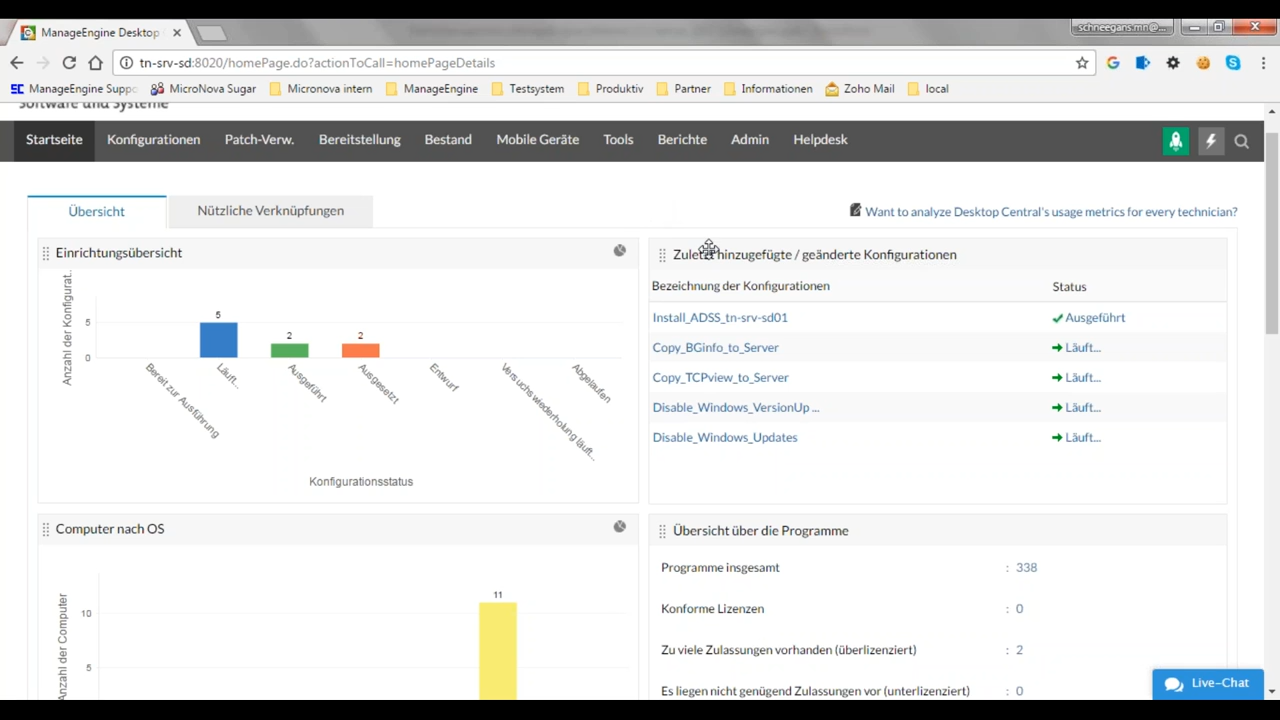 ManageEngine Desktop
schneegans.mn@...
tn-srv-sd:8020/homePage.do?actionToCall=homePageDetails
ManageEngine Suppo
MicroNova Sugar
Micronova intern
ManageEngine
Testsystem
Produktiv
Partner
Informationen
Zoho Mail
local
Software und Systeme
Startseite
Konfigurationen
Patch-Verw.
Bereitstellung
Bestand
Mobile Geräte
Tools
Berichte
Admin
Helpdesk
Übersicht
Nützliche Verknüpfungen
Want to analyze Desktop Central's usage metrics for every technician?
Einrichtungsübersicht
Anzahl der Konfigurat..
5
0
5
2
2
Bereit zur Ausführung
Läuft...
Ausgeführt
Ausgesetzt
Entwurf
Versuchswiederholung läuft...
Abgelaufen
Konfigurationsstatus
Zuletzt hinzugefügte / geänderte Konfigurationen
Bezeichnung der Konfigurationen Status
Install_ADSS_tn-srv-sd01 Ausgeführt
Copy_BGinfo_to_Server Läuft...
Copy_TCPview_to_Server Läuft...
Disable_Windows_VersionUp ... Läuft...
Disable_Windows_Updates Läuft...
Computer nach OS
Anzahl der Computer
10
5
11
Übersicht über die Programme
Programme insgesamt : 338
Konforme Lizenzen : 0
Zu viele Zulassungen vorhanden (überlizenziert) : 2
Es liegen nicht genügend Zulassungen vor (unterlizenziert) : 0
Live-Chat